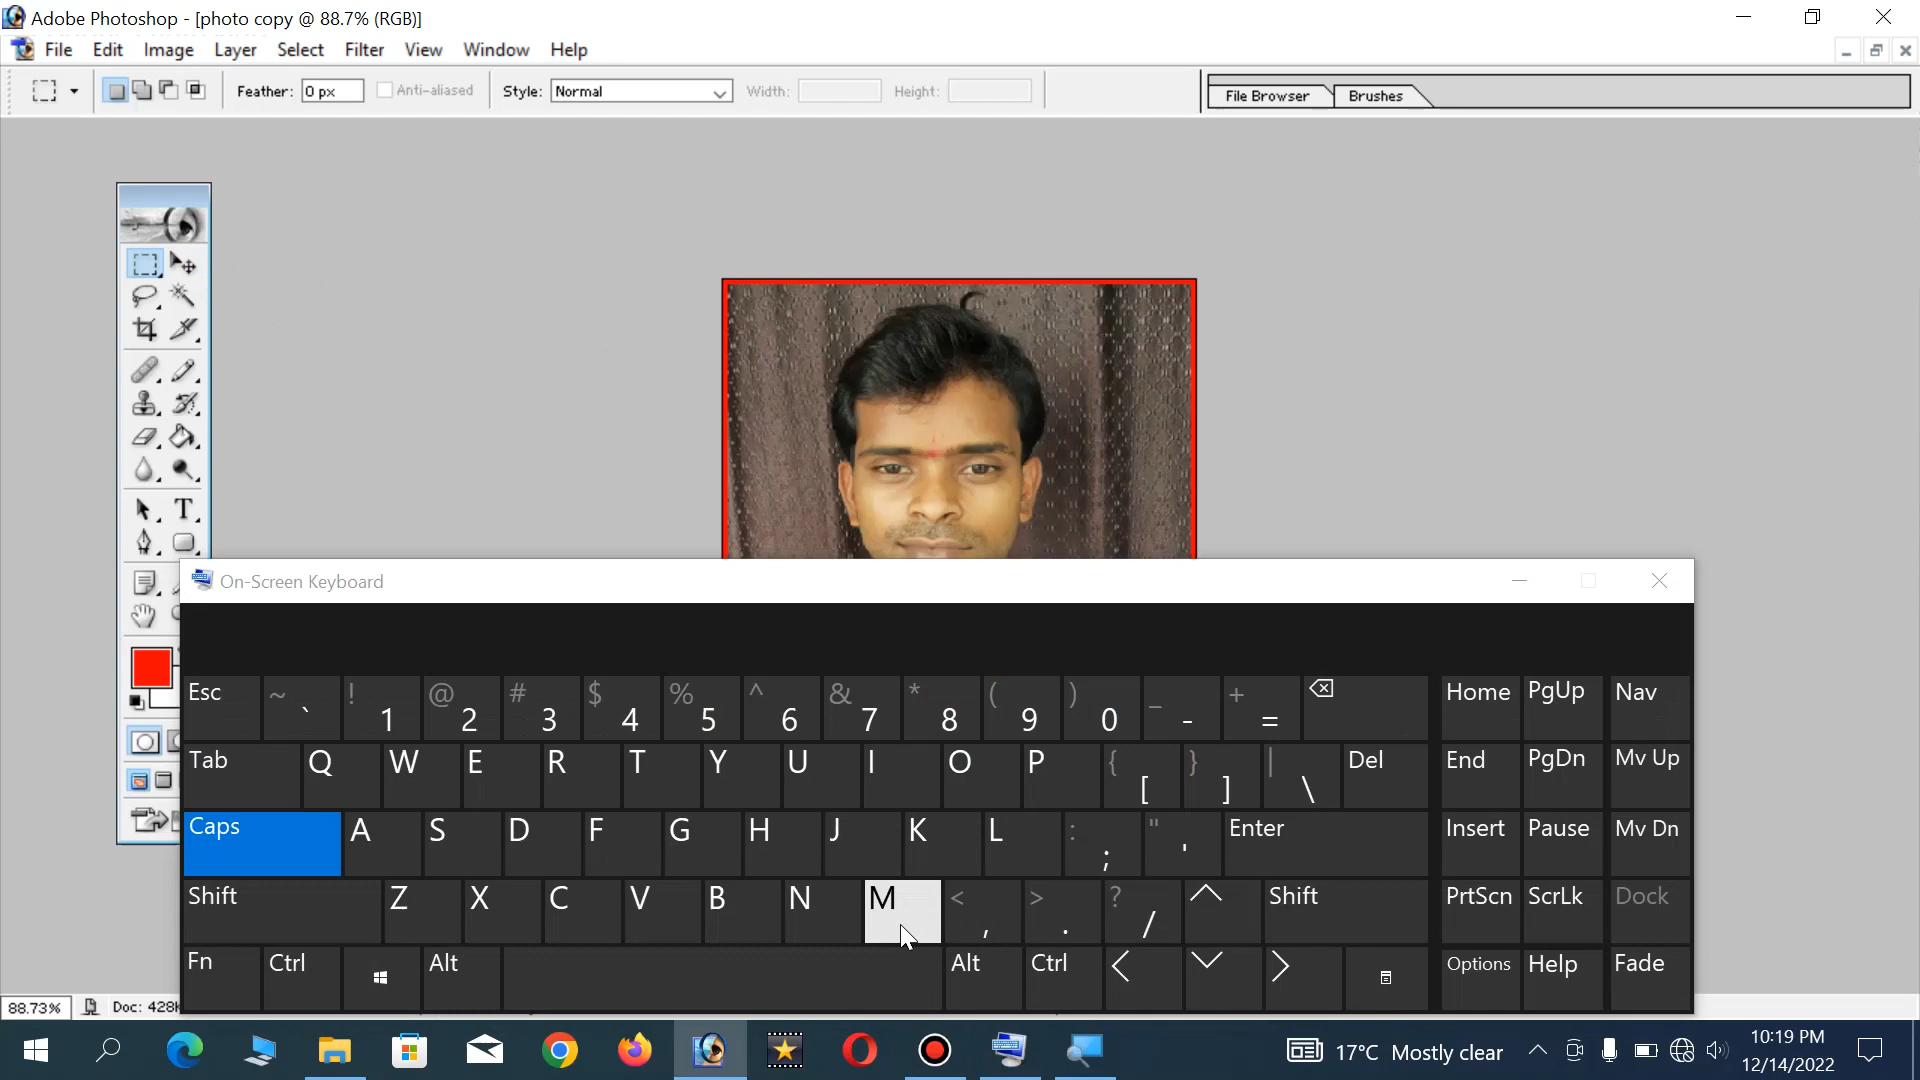 Adobe Photoshop - [photo copy @ 88.7% (RGB)]
File Edit Image Layer Select Filter View Window Help
Feather: 0 px Anti-aliased Style: Normal Width: Height: File Browser Brushes
On-Screen Keyboard
Esc ~ ` ! 1 @ 2 # 3 $ 4 % 5 ^ 6 & 7 * 8 ( 9 ) 0 _ - + = Home PgUp Nav
Tab Q W E R T Y U I O P { [ } ] | \ Del End PgDn Mv Up
Caps A S D F G H J K L : ; " ' Enter Insert Pause Mv Dn
Shift Z X C V B N M < , > . ? / Shift PrtScn ScrLk Dock
Fn Ctrl Alt Alt Ctrl Options Help Fade
88.73% Doc: 428K
17°C Mostly clear 10:19 PM
12/14/2022